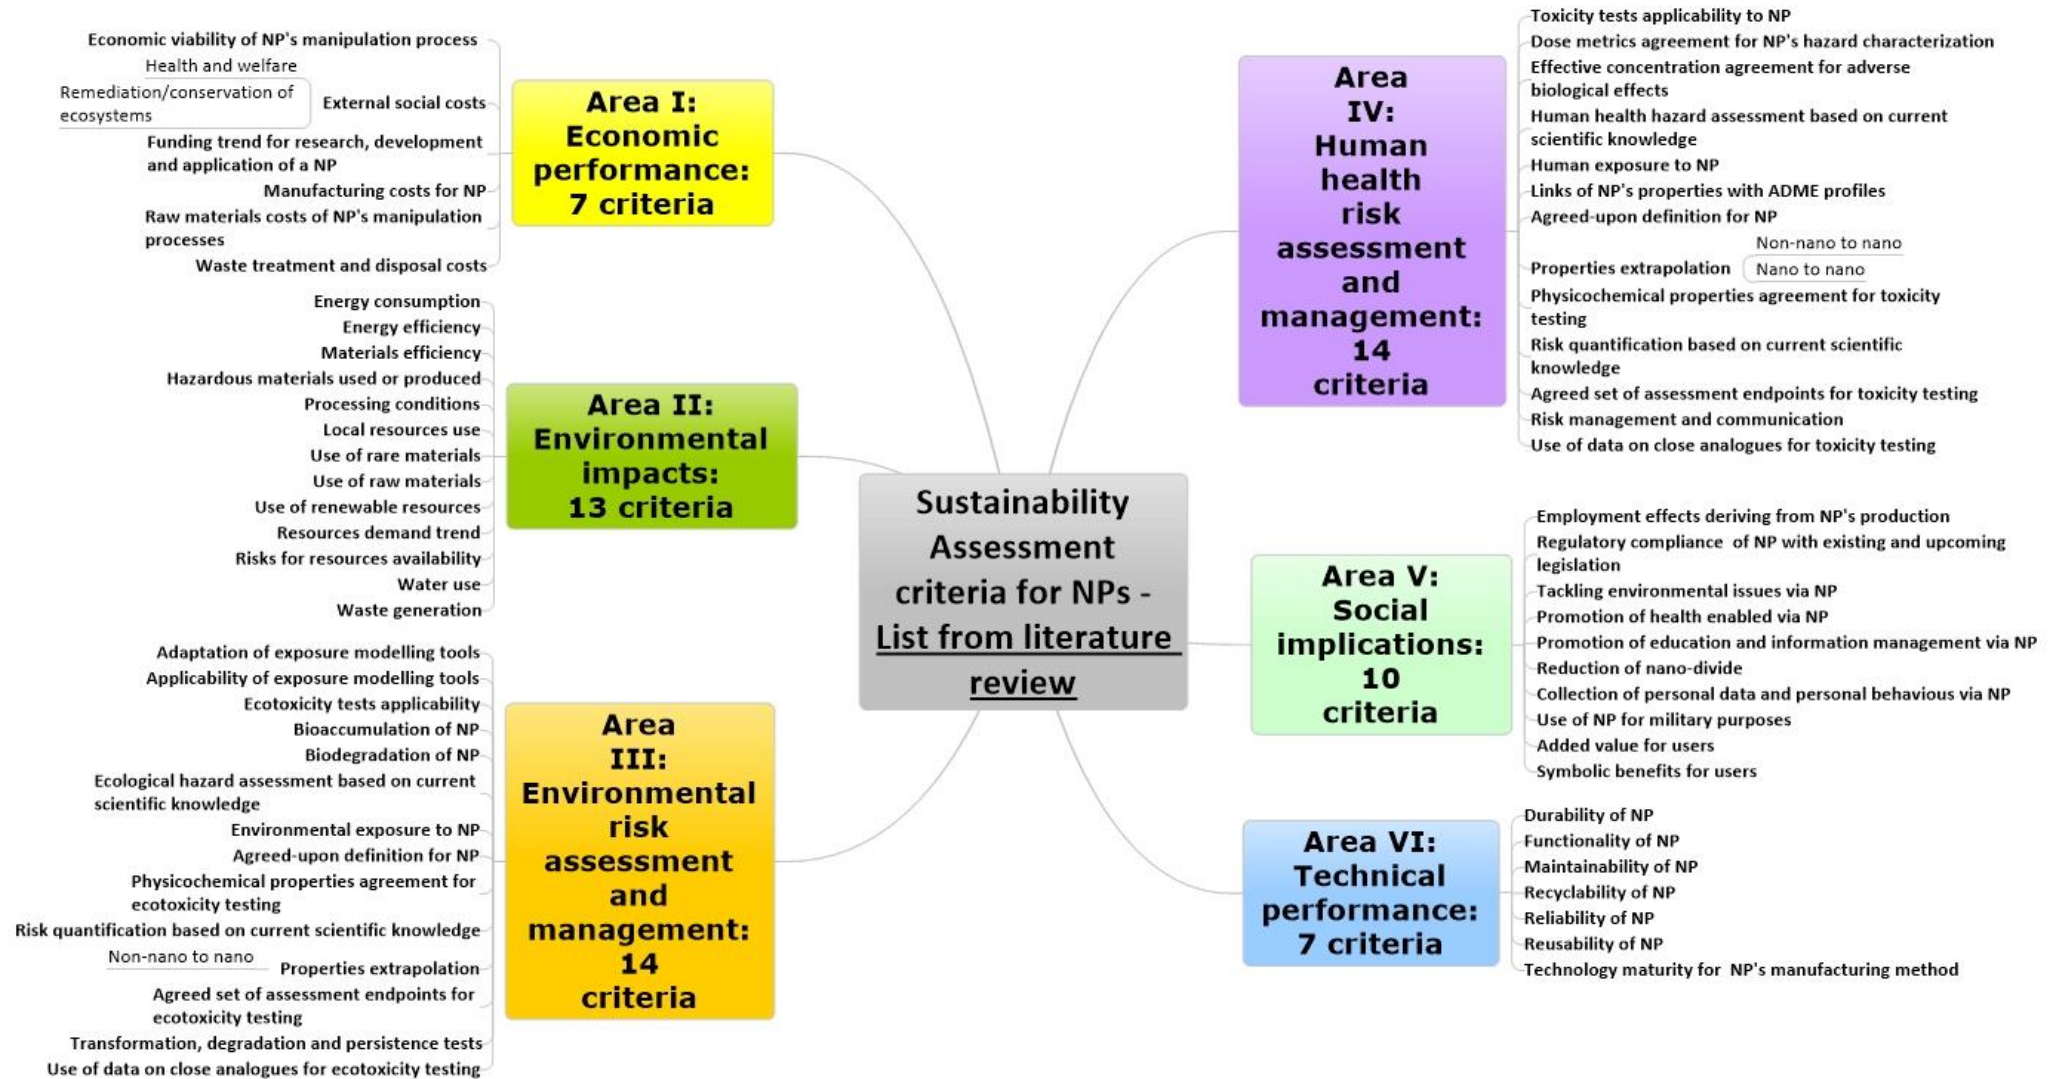 Sustainability
Assessment
criteria for NPs -
List from literature
review
Area I:
Economic
performance:
7 criteria
Economic viability of NP's manipulation process
Health and welfare
Remediation/conservation of
ecosystems
External social costs
Funding trend for research, development
and application of a NP
Manufacturing costs for NP
Raw materials costs of NP's manipulation
processes
Waste treatment and disposal costs
Area II:
Environmental
impacts:
13 criteria
Energy consumption
Energy efficiency
Materials efficiency
Hazardous materials used or produced
Processing conditions
Local resources use
Use of rare materials
Use of raw materials
Use of renewable resources
Resources demand trend
Risks for resources availability
Water use
Waste generation
Area
III:
Environmental
risk
assessment
and
management:
14
criteria
Adaptation of exposure modelling tools
Applicability of exposure modelling tools
Ecotoxicity tests applicability
Bioaccumulation of NP
Biodegradation of NP
Ecological hazard assessment based on current
scientific knowledge
Environmental exposure to NP
Agreed-upon definition for NP
Physicochemical properties agreement for
ecotoxicity testing
Risk quantification based on current scientific knowledge
Non-nano to nano
Properties extrapolation
Agreed set of assessment endpoints for
ecotoxicity testing
Transformation, degradation and persistence tests
Use of data on close analogues for ecotoxicity testing
Area
IV:
Human
health
risk
assessment
and
management:
14
criteria
Toxicity tests applicability to NP
Dose metrics agreement for NP's hazard characterization
Effective concentration agreement for adverse
biological effects
Human health hazard assessment based on current
scientific knowledge
Human exposure to NP
Links of NP's properties with ADME profiles
Agreed-upon definition for NP
Properties extrapolation
Non-nano to nano
Nano to nano
Physicochemical properties agreement for toxicity
testing
Risk quantification based on current scientific
knowledge
Agreed set of assessment endpoints for toxicity testing
Risk management and communication
Use of data on close analogues for toxicity testing
Area V:
Social
implications:
10
criteria
Employment effects deriving from NP's production
Regulatory compliance  of NP with existing and upcoming
legislation
Tackling environmental issues via NP
Promotion of health enabled via NP
Promotion of education and information management via NP
Reduction of nano-divide
Collection of personal data and personal behavious via NP
Use of NP for military purposes
Added value for users
Symbolic benefits for users
Area VI:
Technical
performance:
7 criteria
Durability of NP
Functionality of NP
Maintainability of NP
Recyclability of NP
Reliability of NP
Reusability of NP
Technology maturity for  NP's manufacturing method